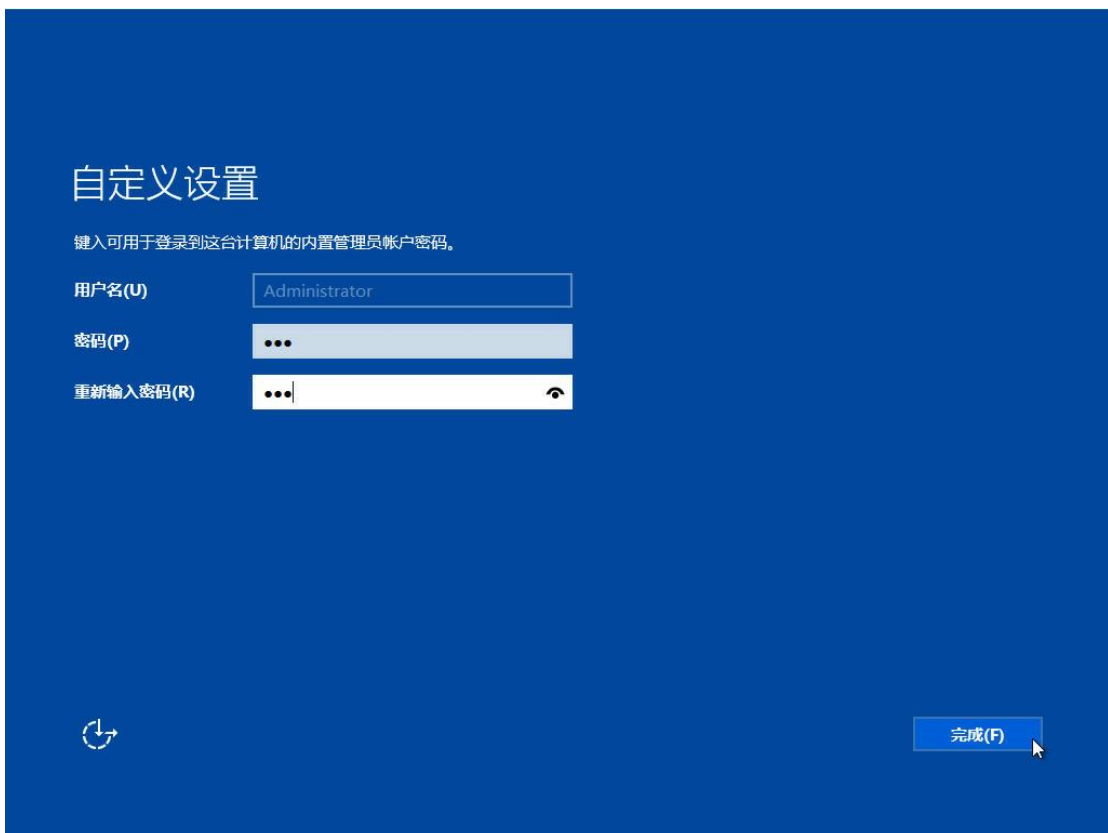 自定义设置
键入可用于登录到这台计算机的内置管理员帐户密码。
用户名(U) Administrator
密码(P) •••
重新输入密码(R) •••
完成(F)